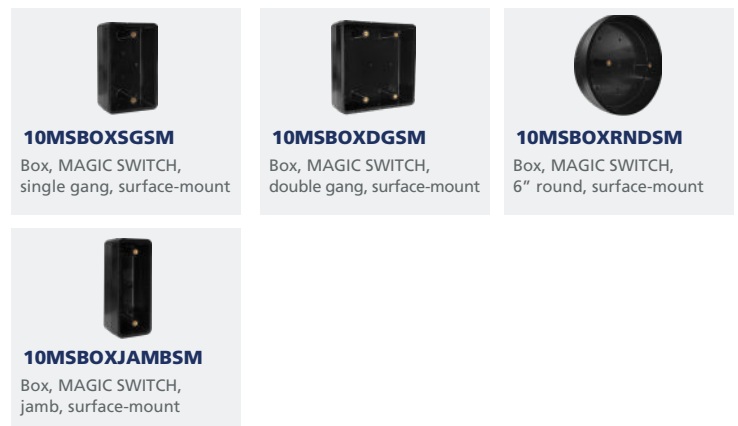 10MSBOXSGSM
Box, MAGIC SWITCH,
single gang, surface-mount
10MSBOXDGSM
Box, MAGIC SWITCH,
double gang, surface-mount
10MSBOXRNDSM
Box, MAGIC SWITCH,
6” round, surface-mount
10MSBOXJAMBSM
Box, MAGIC SWITCH,
jamb, surface-mount